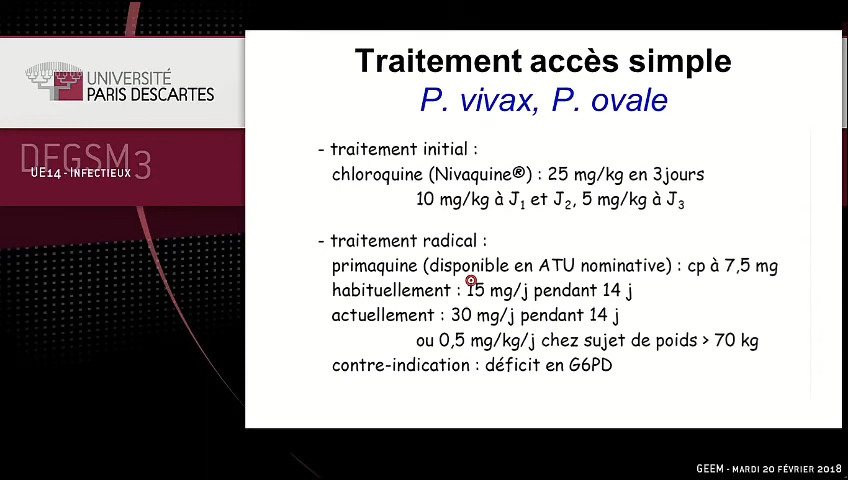 UNIVERSITÉ
PARIS DESCARTES
DFGSM3
UE14 - Infectieux
Traitement accès simple
P. vivax, P. ovale
- traitement initial :
chloroquine (Nivaquine®) : 25 mg/kg en 3jours
10 mg/kg à J1 et J2, 5 mg/kg à J3
- traitement radical :
primaquine (disponible en ATU nominative) : cp à 7,5 mg
habituellement : 15 mg/j pendant 14 j
actuellement : 30 mg/j pendant 14 j
ou 0,5 mg/kg/j chez sujet de poids > 70 kg
contre-indication : déficit en G6PD
GEEM - MARDI 20 FÉVRIER 2018